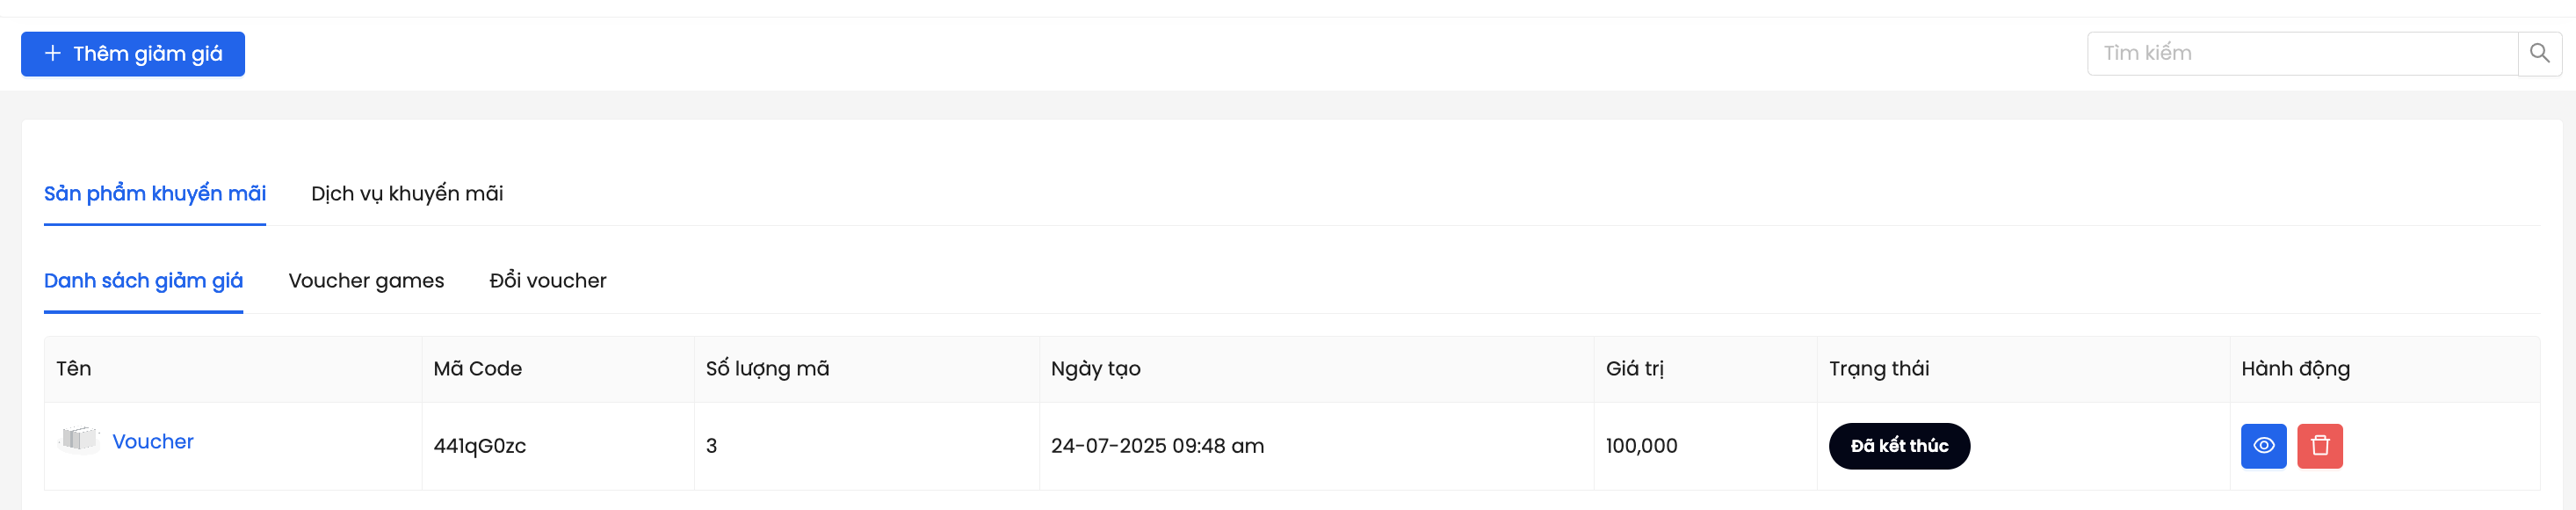 Thêm giảm giá
Tìm kiếm
Sản phẩm khuyến mãi Dịch vụ khuyến mãi
Danh sách giảm giá Voucher games Đổi voucher
Tên Mã Code Số lượng mã Ngày tạo Giá trị Trạng thái Hành động
Voucher 441qG0zc 3 24-07-2025 09:48 am 100,000 Đã kết thúc